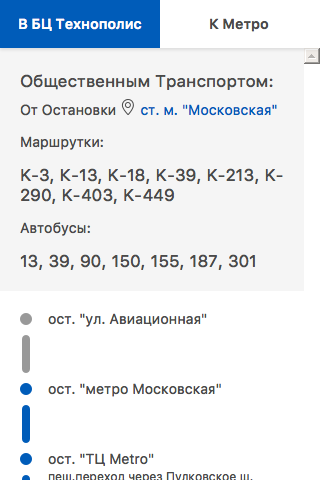 В БЦ Технополис
К Метро
Общественным Транспортом:
От Остановки ст. м. "Московская"
Маршрутки:
К-3, К-13, К-18, К-39, К-213, К-
290, К-403, К-449
Автобусы:
13, 39, 90, 150, 155, 187, 301
ост. "ул. Авиационная"
ост. "метро Московская"
ост. "ТЦ Metro"
пеш.переход через Пулковское ш.